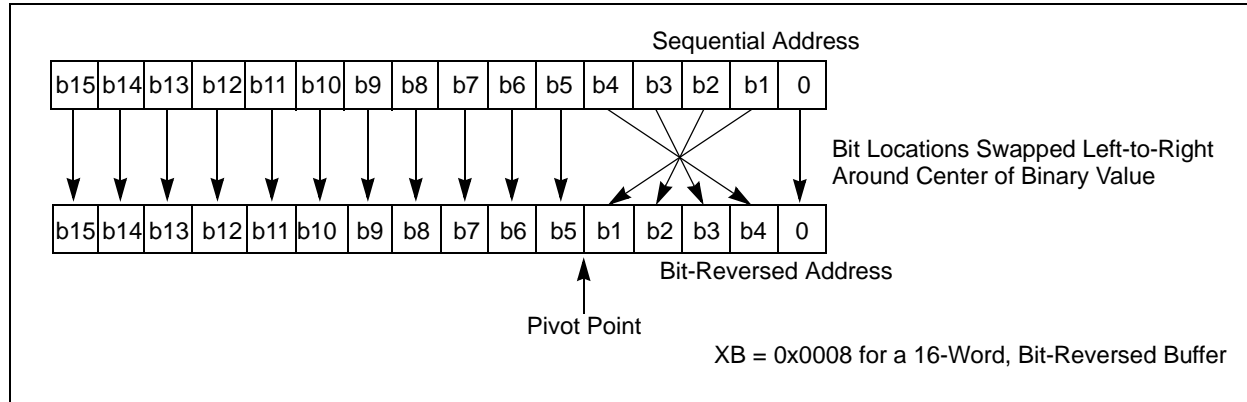 Sequential Address
b15 b14 b13 b12 b11 b10 b9 b8 b7 b6 b5 b4 b3 b2 b1 0
Bit Locations Swapped Left-to-Right
Around Center of Binary Value
b15 b14 b13 b12 b11 b10 b9 b8 b7 b6 b5 b1 b2 b3 b4 0
Bit-Reversed Address
Pivot Point
XB = 0x0008 for a 16-Word, Bit-Reversed Buffer